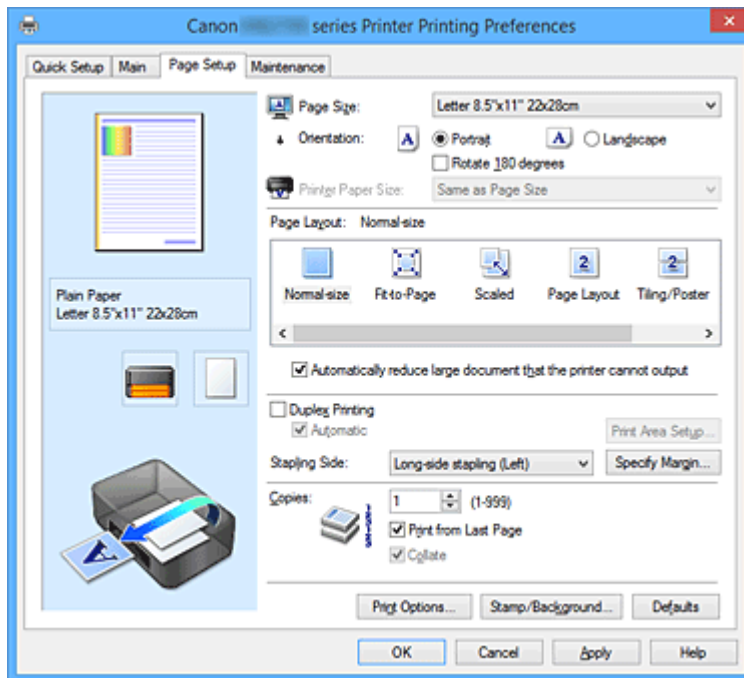 Canon series Printer Printing Preferences
Quick Setup Main Page Setup Maintenance
Page Size: Letter 8.5"x11" 22x28cm
Orientation: A Portrait A Landscape
Rotate 180 degrees
Printer Paper Size: Same as Page Size
Page Layout: Normal-size
2 2
Normal-size Fit-to-Page Scaled Page Layout Tiling/Poster
Plain Paper
Letter 8.5"x11" 22x28cm
Automatically reduce large document that the printer cannot output
Duplex Printing
Automatic
Print Area Setup...
Stapling Side: Long-side stapling (Left) Specify Margin...
Copies: 1 (1-999)
Print from Last Page
Collate
A
Print Options... Stamp/Background... Defaults
OK Cancel Apply Help